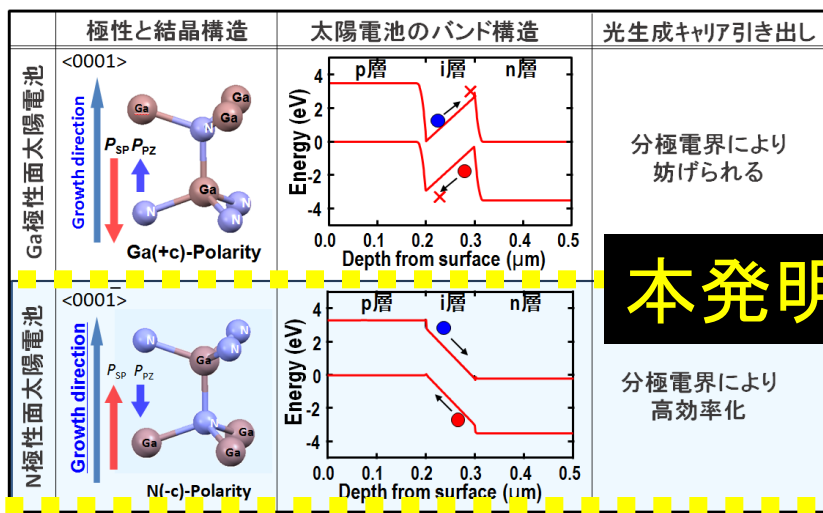 極性と結晶構造
太陽電池のバンド構造
光生成キャリア引き出し
Ga極性面太陽電池
<0001>
Growth direction
P_SP P_PZ
Ga
Ga
Ga
N
Ga
N
N
N
Ga(+c)-Polarity
p層 i層 n層
Energy (eV)
4
2
0
-2
-4
0.0 0.1 0.2 0.3 0.4 0.5
Depth from surface (μm)
分極電界により
妨げられる
本発明
N極性面太陽電池
<0001>
Growth direction
P_SP P_PZ
N
N
N
Ga
N
Ga
Ga
Ga
N(-c)-Polarity
p層 i層 n層
Energy (eV)
4
2
0
-2
-4
0.0 0.1 0.2 0.3 0.4 0.5
Depth from surface (μm)
分極電界により
高効率化